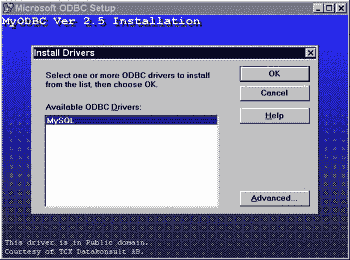 Microsoft ODBC Setup
MyODBC Ver 2.5 Installation
Install Drivers
Select one or more ODBC drivers to install
from the list, then choose OK.
OK
Cancel
Available ODBC Drivers:
Help
MySQL
Advanced...
This driver is in Public domain.
Courtesy of TCX Datakonsult AB.